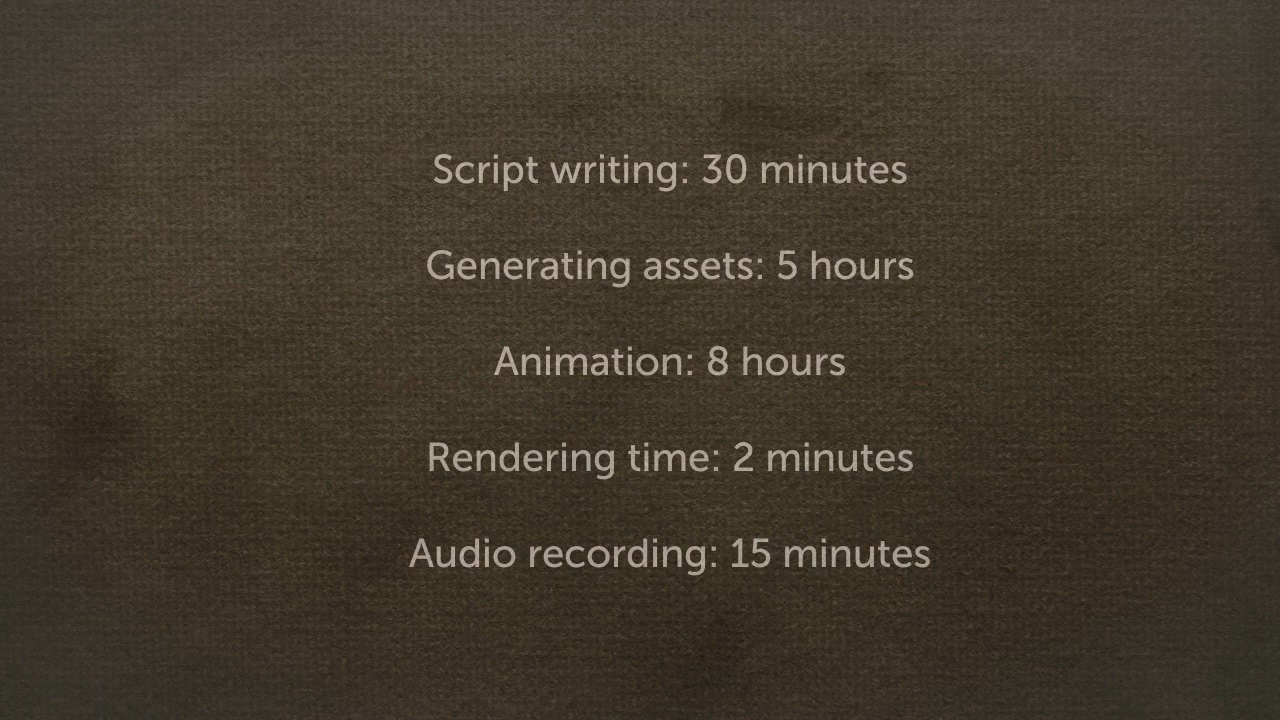 Script writing: 30 minutes
Generating assets: 5 hours
Animation: 8 hours
Rendering time: 2 minutes
Audio recording: 15 minutes